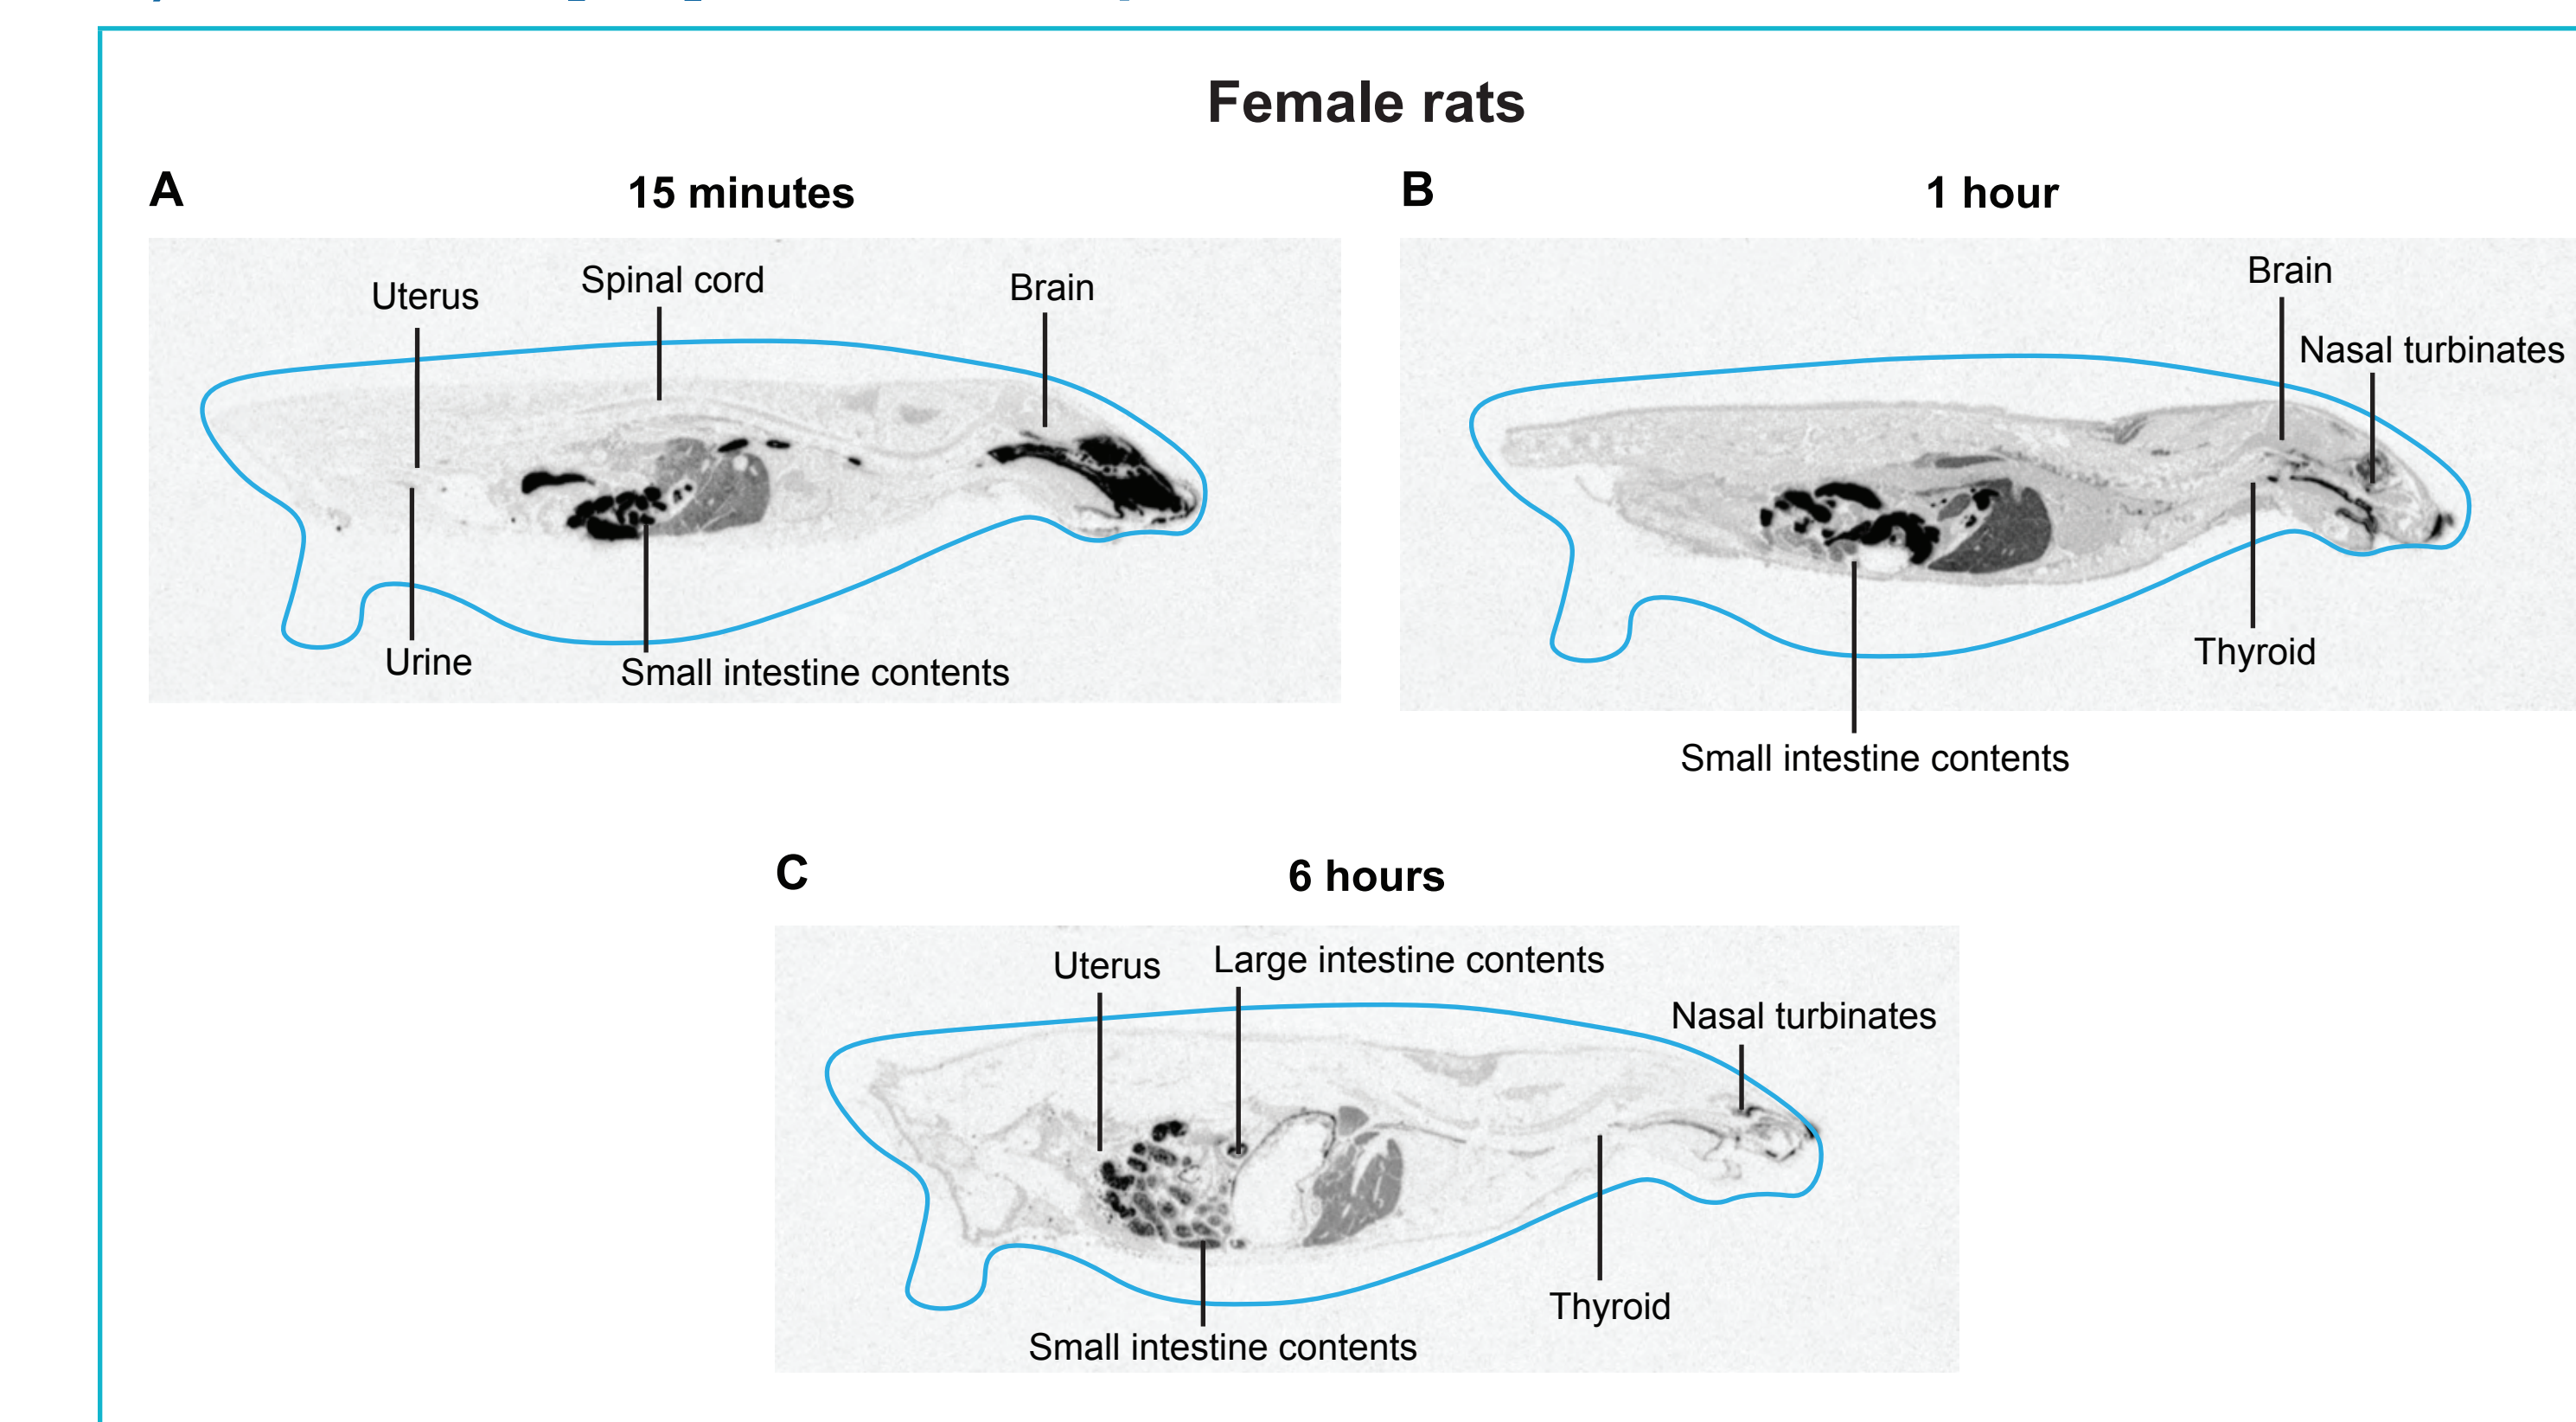 Female rats
A
15 minutes
Uterus
Spinal cord
Brain
Urine
Small intestine contents
B
1 hour
Brain
Nasal turbinates
Thyroid
Small intestine contents
C
6 hours
Uterus
Large intestine contents
Nasal turbinates
Thyroid
Small intestine contents